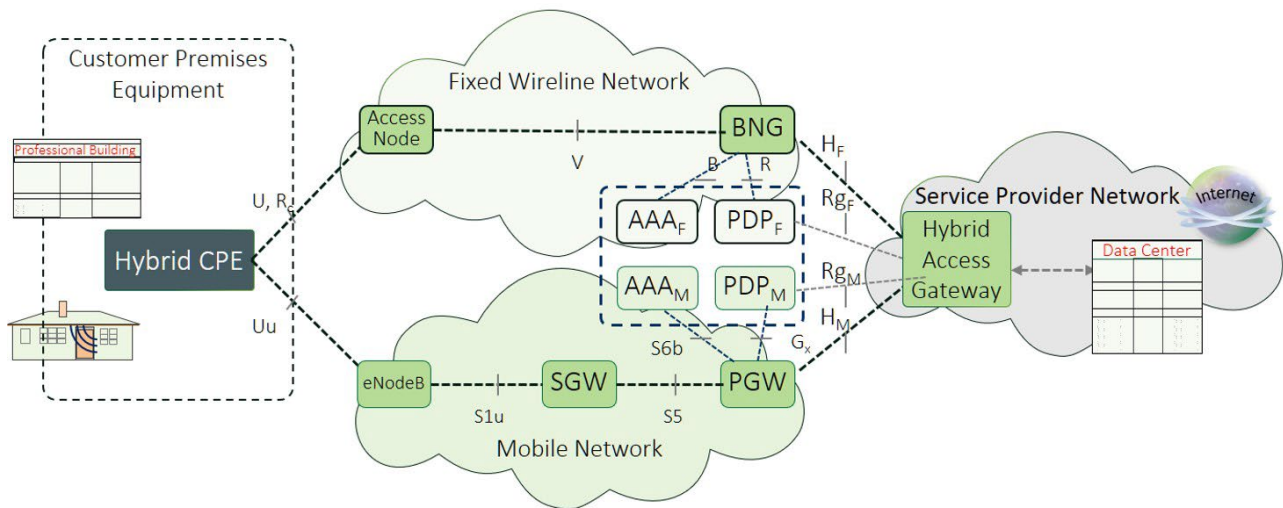 Customer Premises
Equipment
Professional Building
Hybrid CPE
U, R
Uu
Fixed Wireline Network
Access
Node
V
BNG
B
R
AAA_F
PDP_F
AAA_M
PDP_M
S6b
G_x
eNodeB
S1u
SGW
S5
PGW
Mobile Network
H_F
Rg_F
Rg_M
H_M
Service Provider Network
Internet
Hybrid
Access
Gateway
Data Center